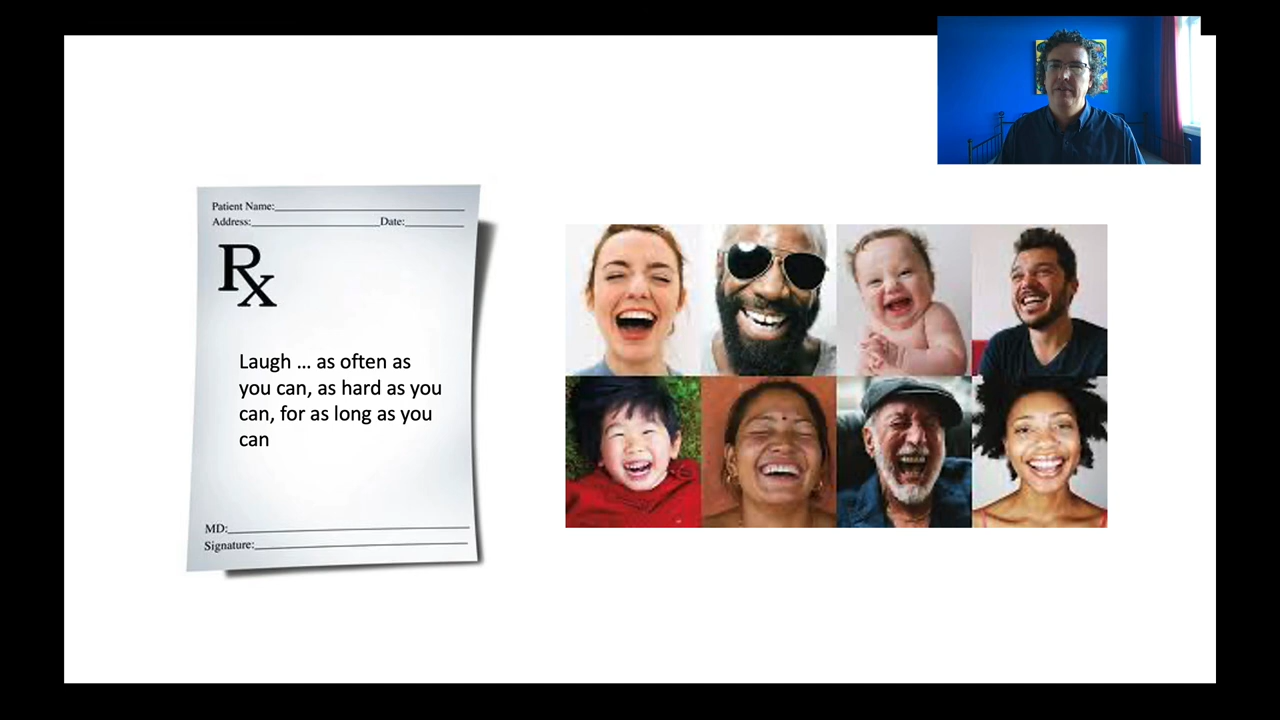 Patient Name:
Address: Date:
Rx
Laugh ... as often as
you can, as hard as you
can, for as long as you
can
MD:
Signature: